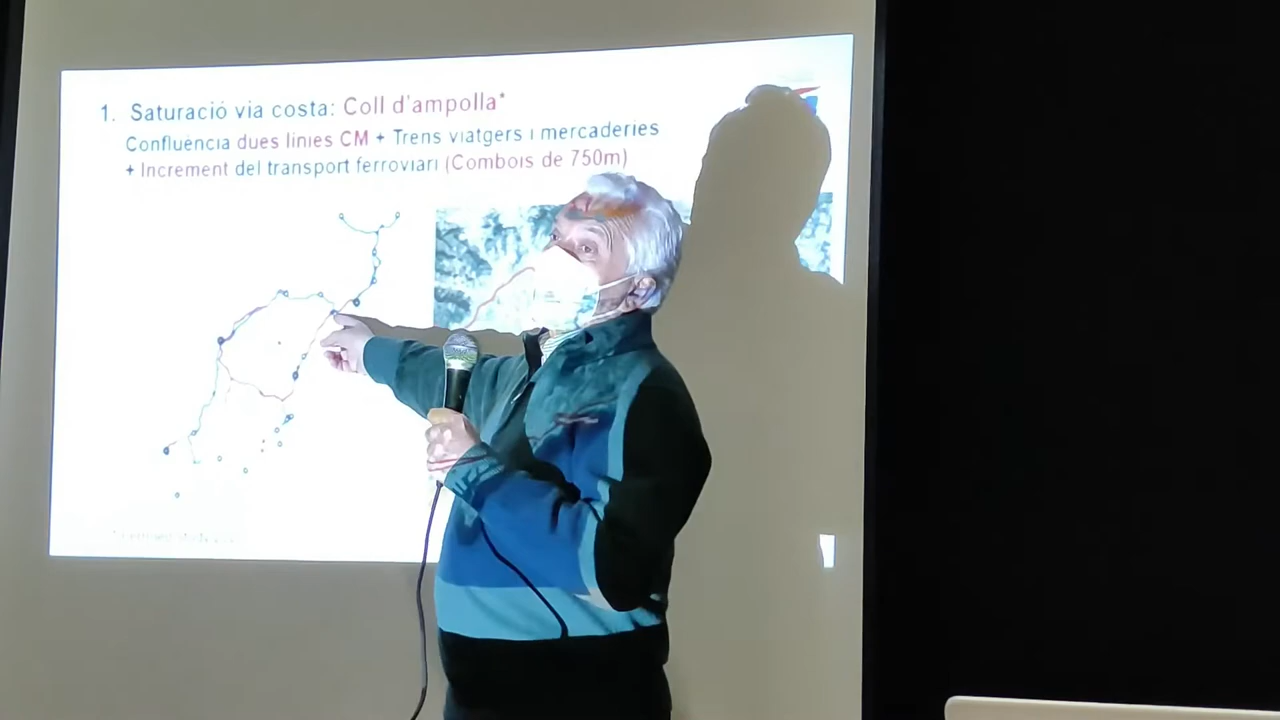 1. Saturació via costa: Coll d'ampolla*
Confluència dues línies CM + Trens viatgers i mercaderies
+ Increment del transport ferroviari (Combois de 750m)